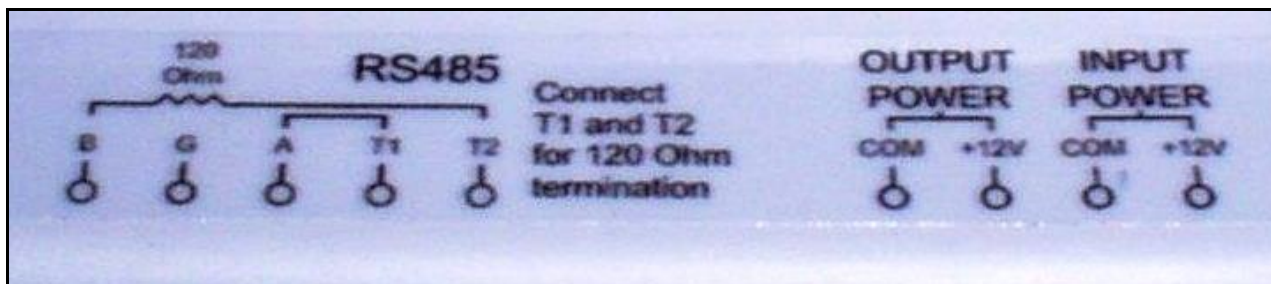 120
Ohm
RS485
B G A T1 T2
Connect
T1 and T2
for 120 Ohm
termination
OUTPUT
POWER
COM +12V
INPUT
POWER
COM +12V